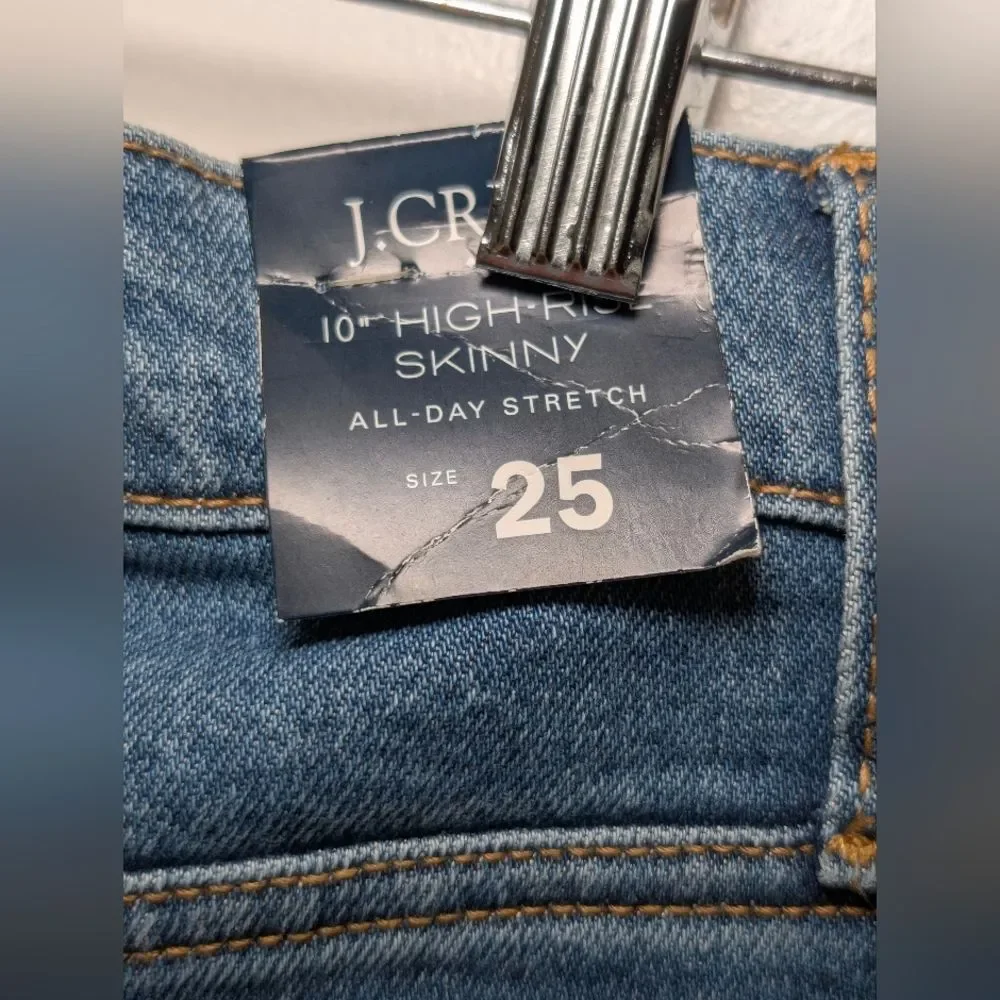 J.CR
10" HIGH-RISE
SKINNY
ALL-DAY STRETCH
SIZE 25